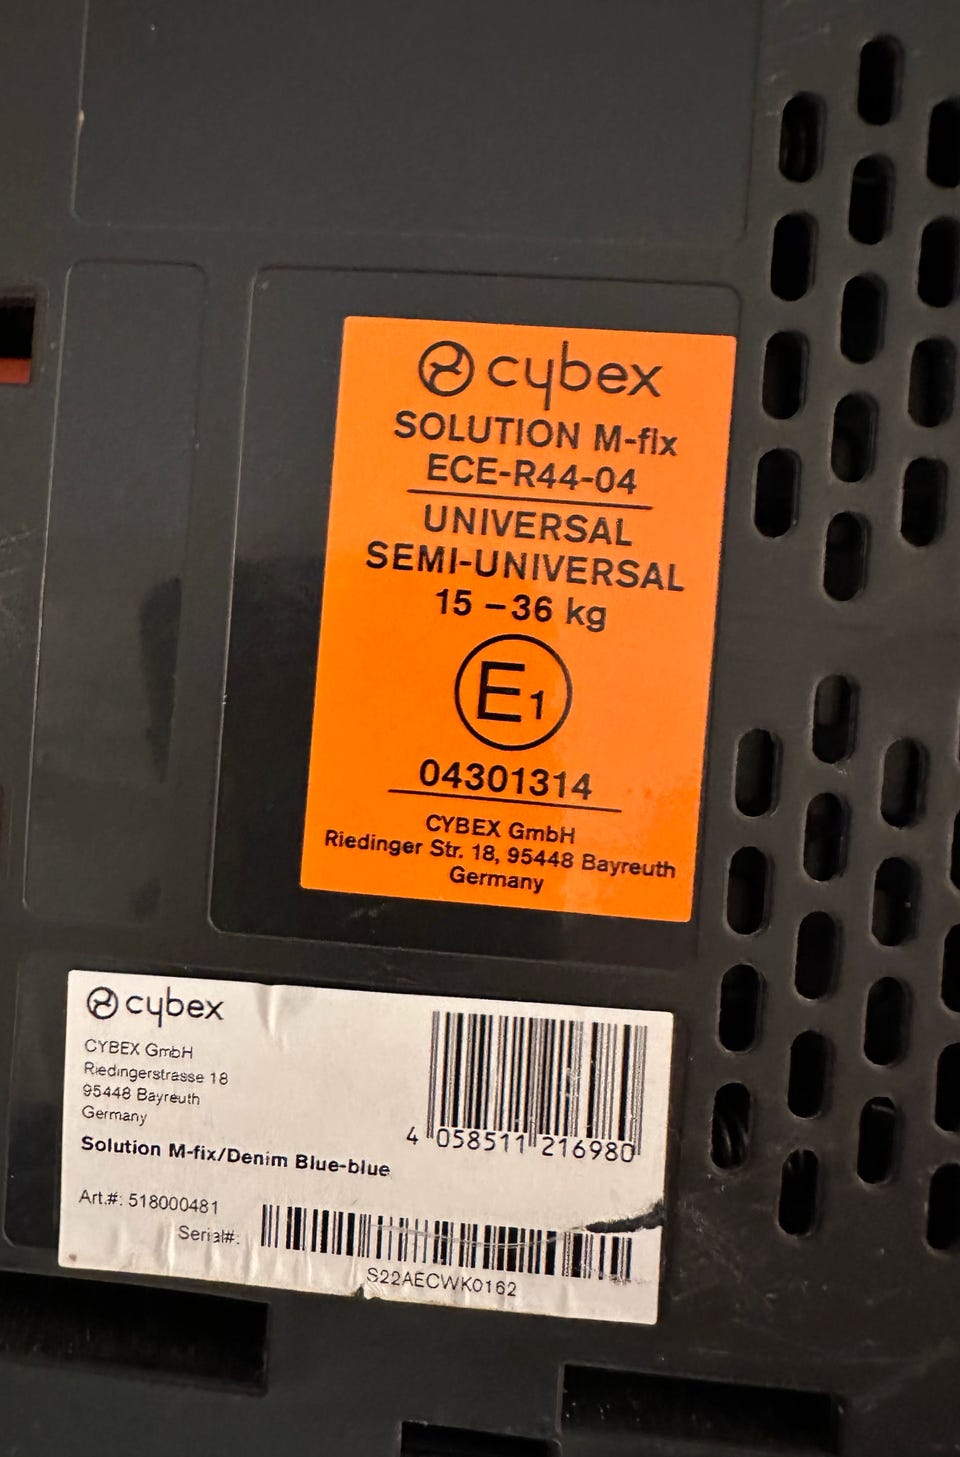 cybex
SOLUTION M-fix
ECE-R44-04
UNIVERSAL
SEMI-UNIVERSAL
15 – 36 kg
E1
04301314
CYBEX GmbH
Riedinger Str. 18, 95448 Bayreuth
Germany
cybex
CYBEX GmbH
Riedingerstrasse 18
95448 Bayreuth
Germany
4 058511 216980
Solution M-fix/Denim Blue-blue
Art.#: 518000481
Serial#:
S22AECWK0162